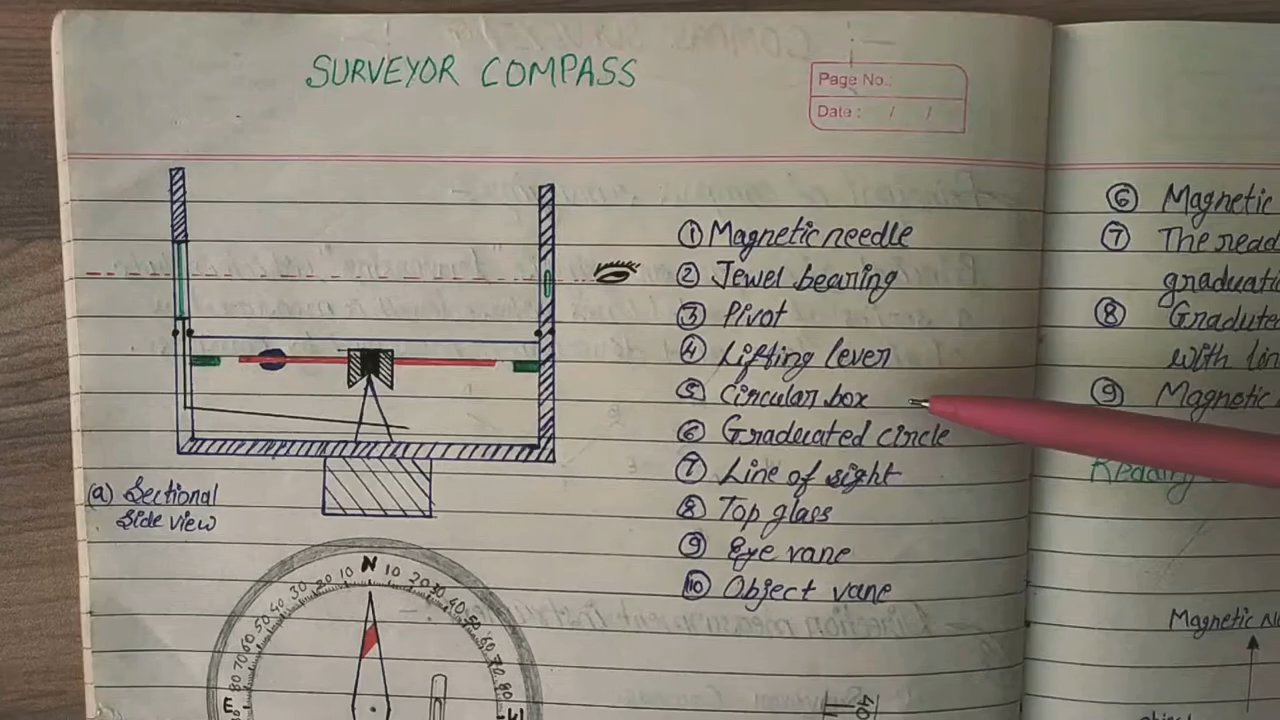 SURVEYOR COMPASS
Page No.:
Date : / /
① Magnetic needle
② Jewel bearing
③ Pivot
④ Lifting lever
⑤ Circular box
⑥ Graduated circle
⑦ Line of sight
⑧ Top glass
⑨ Eye vane
⑩ Object vane
(a) Sectional
Side view
N
10 20 30 40 50 60 70 80
10 20 30 40 50 60 70 80
E
⑥ Magnetic
⑦ The read
graduati
⑧ Graduted
with lin
⑨ Magnetic
Reading
Magnetic
40